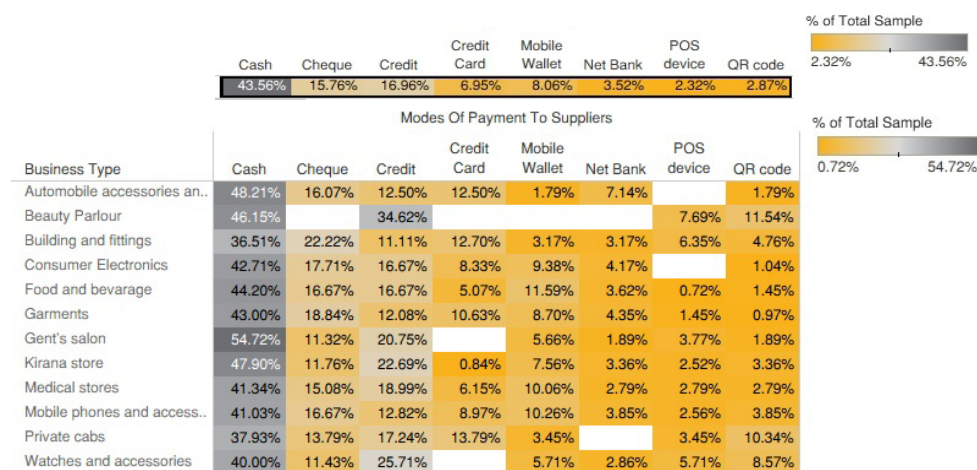 % of Total Sample
2.32% 43.56%
Cash Cheque Credit Credit Card Mobile Wallet Net Bank POS device QR code
43.56% 15.76% 16.96% 6.95% 8.06% 3.52% 2.32% 2.87%
Modes Of Payment To Suppliers
% of Total Sample
0.72% 54.72%
Business Type Cash Cheque Credit Credit Card Mobile Wallet Net Bank POS device QR code
Automobile accessories an.. 48.21% 16.07% 12.50% 12.50% 1.79% 7.14% 1.79%
Beauty Parlour 46.15% 34.62% 7.69% 11.54%
Building and fittings 36.51% 22.22% 11.11% 12.70% 3.17% 3.17% 6.35% 4.76%
Consumer Electronics 42.71% 17.71% 16.67% 8.33% 9.38% 4.17% 1.04%
Food and bevarage 44.20% 16.67% 16.67% 5.07% 11.59% 3.62% 0.72% 1.45%
Garments 43.00% 18.84% 12.08% 10.63% 8.70% 4.35% 1.45% 0.97%
Gent's salon 54.72% 11.32% 20.75% 5.66% 1.89% 3.77% 1.89%
Kirana store 47.90% 11.76% 22.69% 0.84% 7.56% 3.36% 2.52% 3.36%
Medical stores 41.34% 15.08% 18.99% 6.15% 10.06% 2.79% 2.79% 2.79%
Mobile phones and access.. 41.03% 16.67% 12.82% 8.97% 10.26% 3.85% 2.56% 3.85%
Private cabs 37.93% 13.79% 17.24% 13.79% 3.45% 3.45% 10.34%
Watches and accessories 40.00% 11.43% 25.71% 5.71% 2.86% 5.71% 8.57%